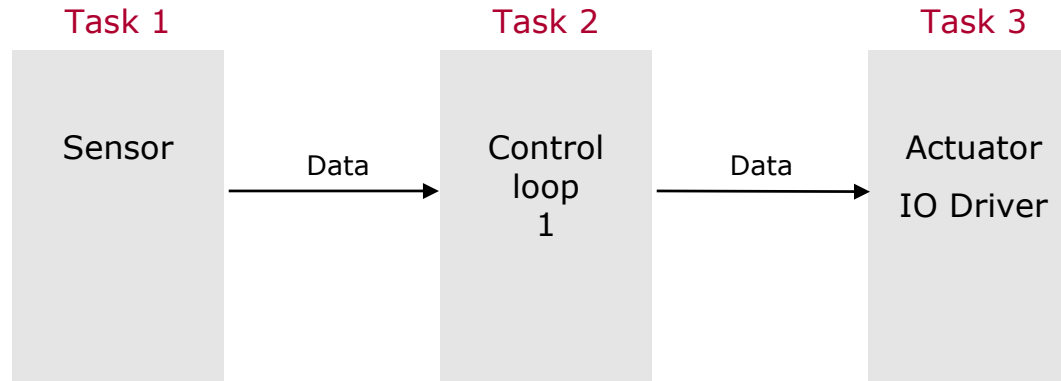 Task 1
Task 2
Task 3
Sensor
Data
Control
loop
1
Data
Actuator
IO Driver